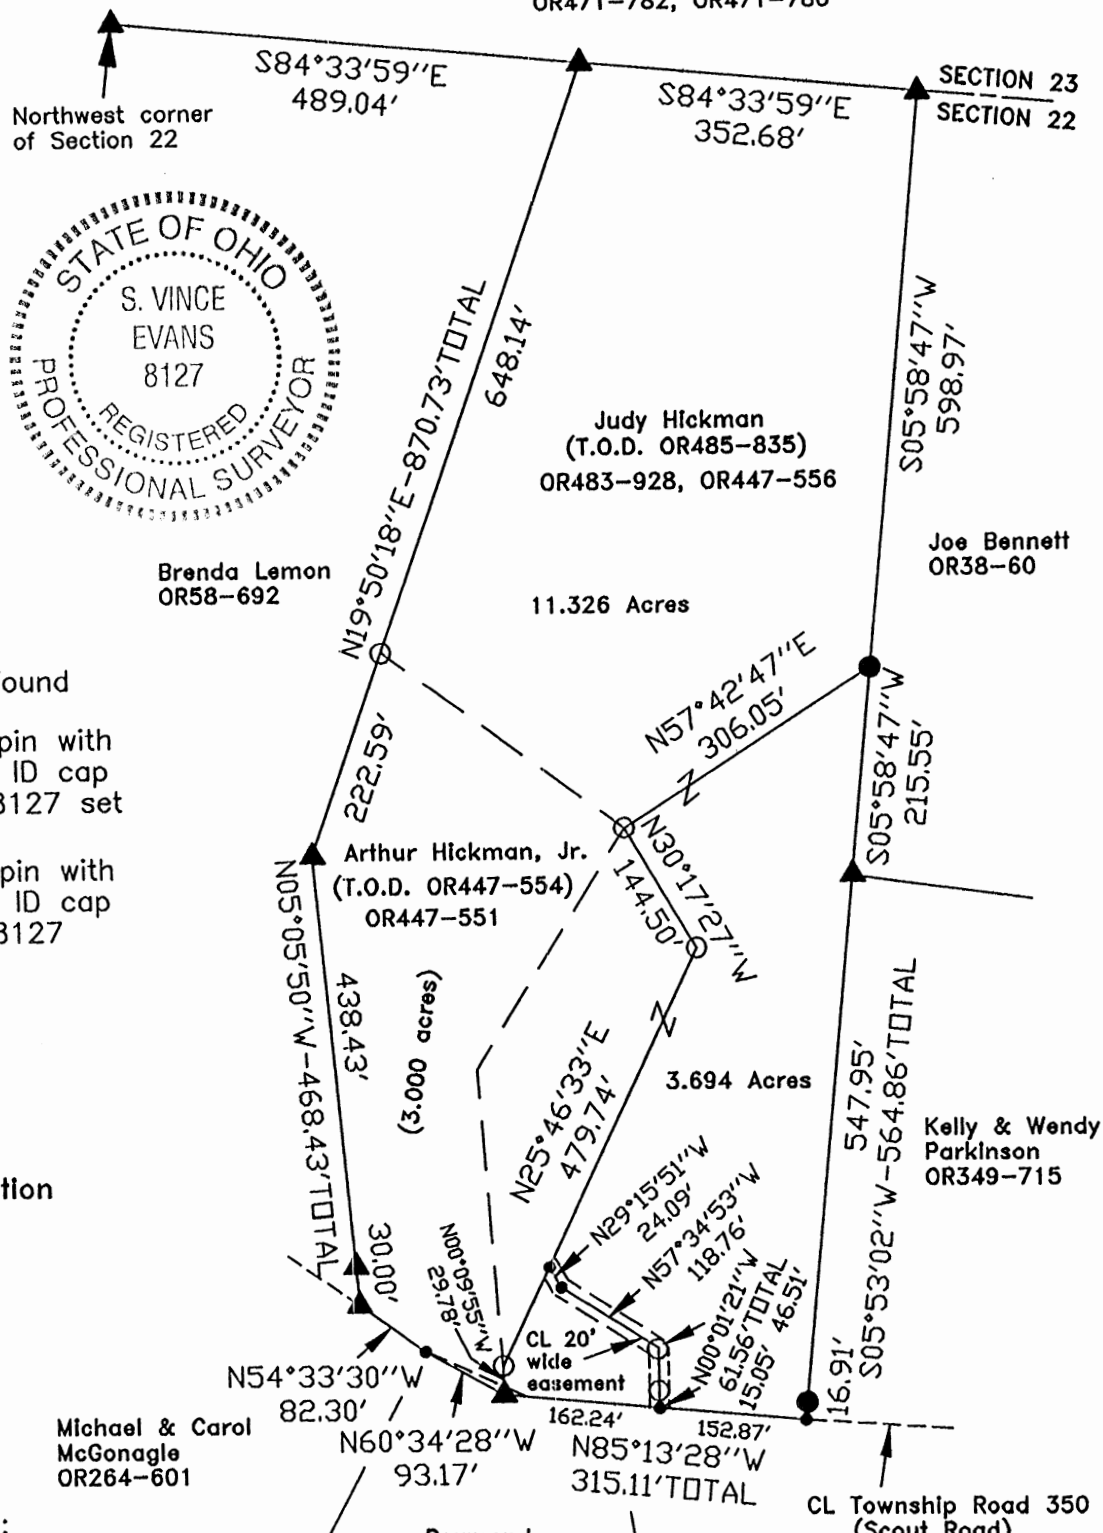 OR471-782, OR471-780
S84°33'59"E
489.04'
S84°33'59"E
352.68'
SECTION 23
SECTION 22
Northwest corner
of Section 22
STATE OF OHIO
S. VINCE
EVANS
8127
REGISTERED
PROFESSIONAL SURVEYOR
N19°50'18"E-870.73'TOTAL
648.14'
S05°58'47"W
598.97'
Judy Hickman
(T.O.D. OR485-835)
OR483-928, OR447-556
Joe Bennett
OR38-60
Brenda Lemon
OR58-692
11.326 Acres
ound
pin with
ID cap
8127 set
pin with
ID cap
8127
N57°42'47"E
306.05'
S05°58'47"W
215.55'
222.59'
Arthur Hickman, Jr.
(T.O.D. OR447-554)
OR447-551
N30°17'27"W
144.50'
N05°05'50"W-468.43'TOTAL
438.43'
(3.000 acres)
N25°46'33"E
479.74'
3.694 Acres
547.95'
S05°53'02"W-564.86'TOTAL
Kelly & Wendy
Parkinson
OR349-715
tion
30.00'
N00°09'55"W
29.78'
N29°15'51"W
24.09'
N57°34'53"W
118.76'
N00°01'21"W
61.56'TOTAL
15.05'
46.51'
16.91'
CL 20'
wide
easement
N54°33'30"W
82.30'
162.24'
152.87'
Michael & Carol
McGonagle
OR264-601
N60°34'28"W
93.17'
N85°13'28"W
315.11'TOTAL
CL Township Road 350
(Scout Road)